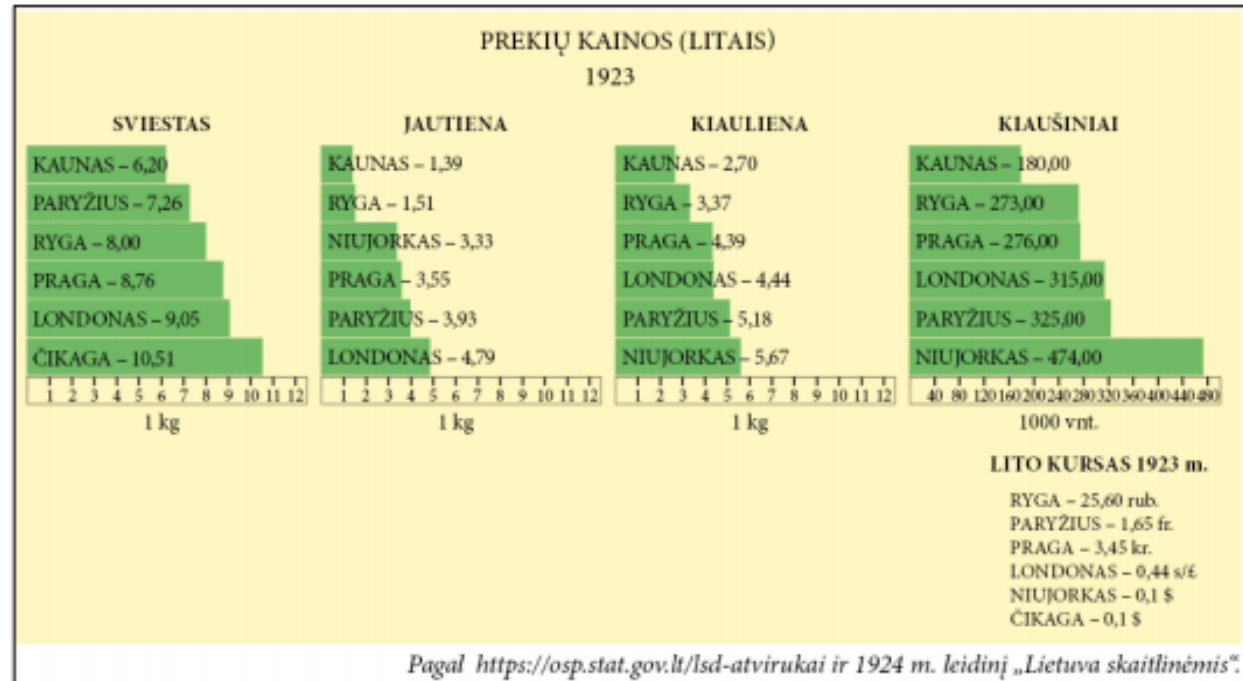 PREKIŲ KAINOS (LITAIS)
1923
SVIESTAS
KAUNAS – 6,20
PARYŽIUS – 7,26
RYGA – 8,00
PRAGA – 8,76
LONDONAS – 9,05
ČIKAGA – 10,51
1 2 3 4 5 6 7 8 9 10 11 12
1 kg
JAUTIENA
KAUNAS – 1,39
RYGA – 1,51
NIUJORKAS – 3,33
PRAGA – 3,55
PARYŽIUS – 3,93
LONDONAS – 4,79
1 2 3 4 5 6 7 8 9 10 11 12
1 kg
KIAULIENA
KAUNAS – 2,70
RYGA – 3,37
PRAGA – 4,39
LONDONAS – 4,44
PARYŽIUS – 5,18
NIUJORKAS – 5,67
1 2 3 4 5 6 7 8 9 10 11 12
1 kg
KIAUŠINIAI
KAUNAS – 180,00
RYGA – 273,00
PRAGA – 276,00
LONDONAS – 315,00
PARYŽIUS – 325,00
NIUJORKAS – 474,00
40 80 120 160 200 240 280 320 360 400 440 480
1000 vnt.
LITO KURSAS 1923 m.
RYGA – 25,60 rub.
PARYŽIUS – 1,65 fr.
PRAGA – 3,45 kr.
LONDONAS – 0,44 s/£
NIUJORKAS – 0,1 $
ČIKAGA – 0,1 $
Pagal https://osp.stat.gov.lt/lsd-atvirukai ir 1924 m. leidinį „Lietuva skaitlinėmis“.